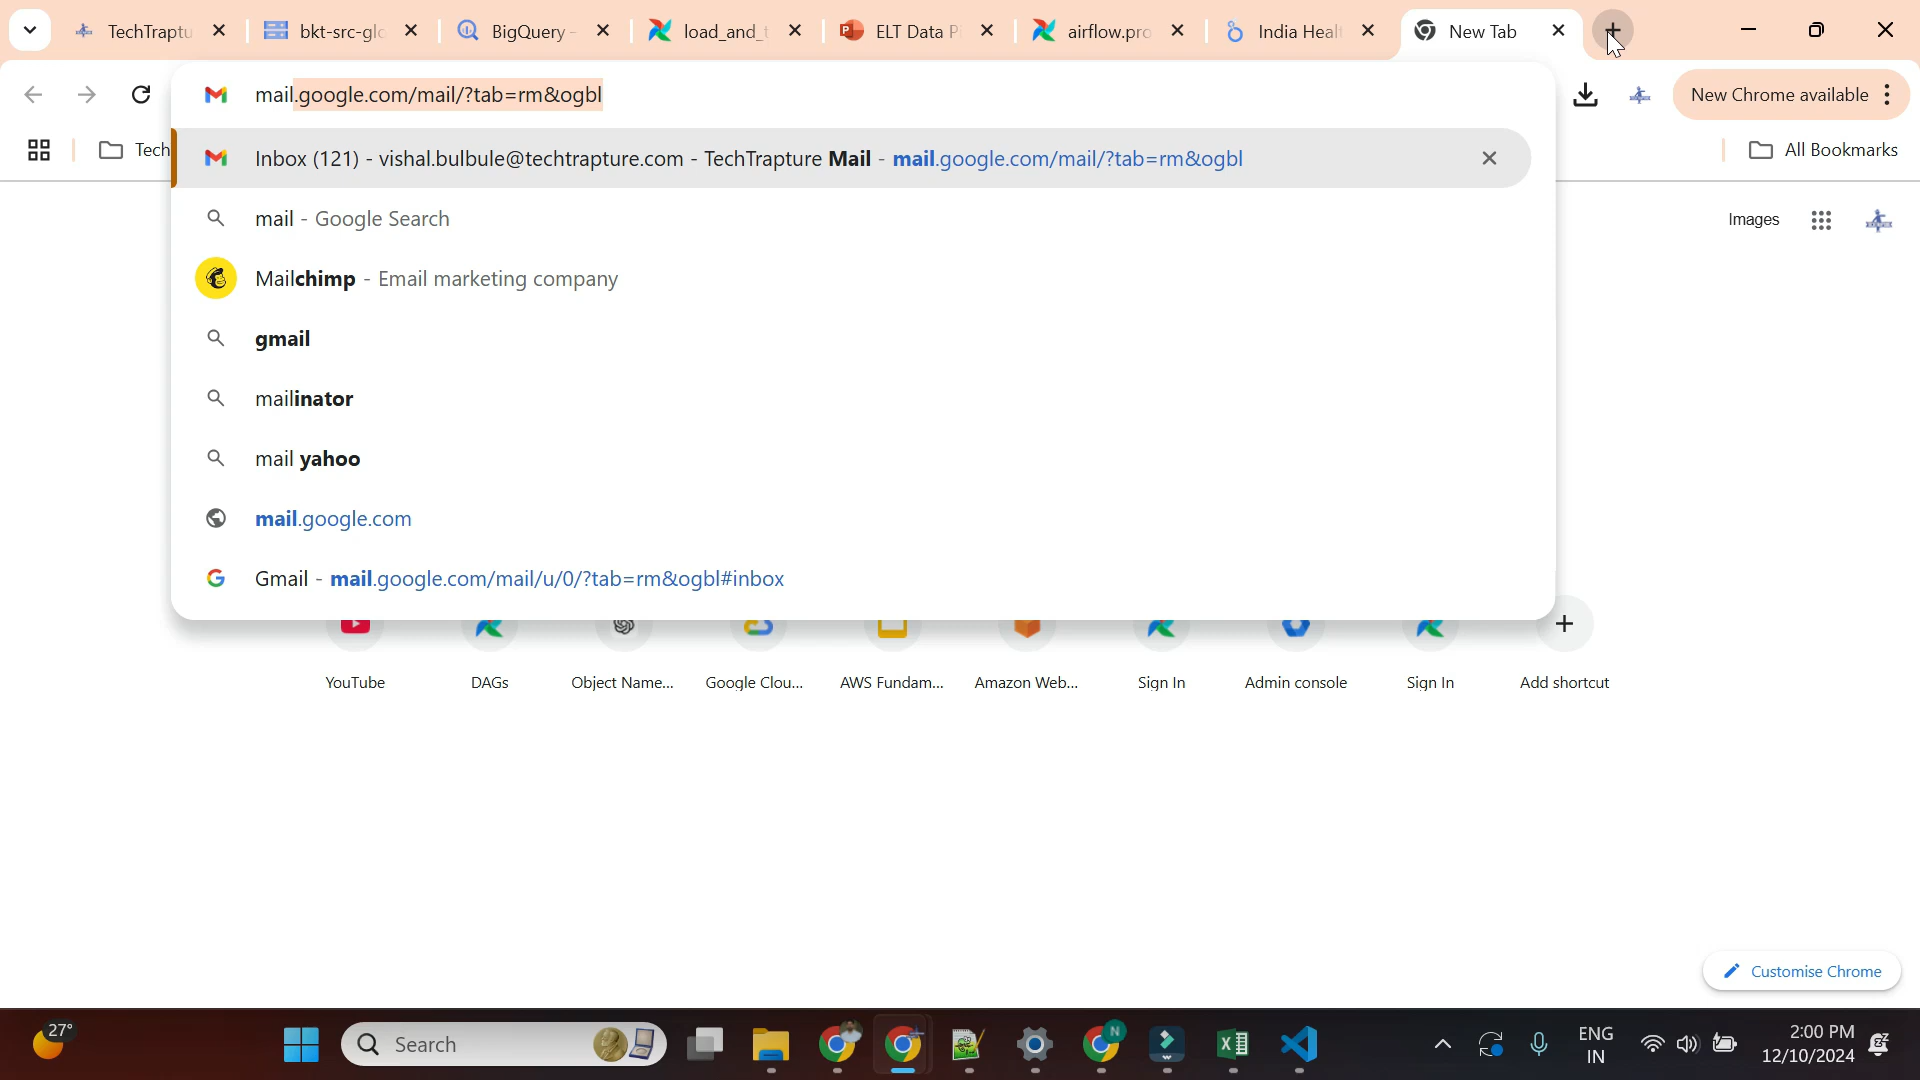 TechTraptu
bkt-src-glo
BigQuery -
load_and_t
ELT Data Pi
airflow.pro
India Healt
New Tab
mail.google.com/mail/?tab=rm&ogbl
New Chrome available
Tech
Inbox (121) - vishal.bulbule@techtrapture.com - TechTrapture Mail - mail.google.com/mail/?tab=rm&ogbl
All Bookmarks
mail - Google Search
Images
Mailchimp - Email marketing company
gmail
mailinator
mail yahoo
mail.google.com
Gmail - mail.google.com/mail/u/0/?tab=rm&ogbl#inbox
YouTube
DAGs
Object Name...
Google Clou...
AWS Fundam...
Amazon Web...
Sign In
Admin console
Sign In
Add shortcut
Customise Chrome
27°
Search
N
ENG
IN
2:00 PM
12/10/2024